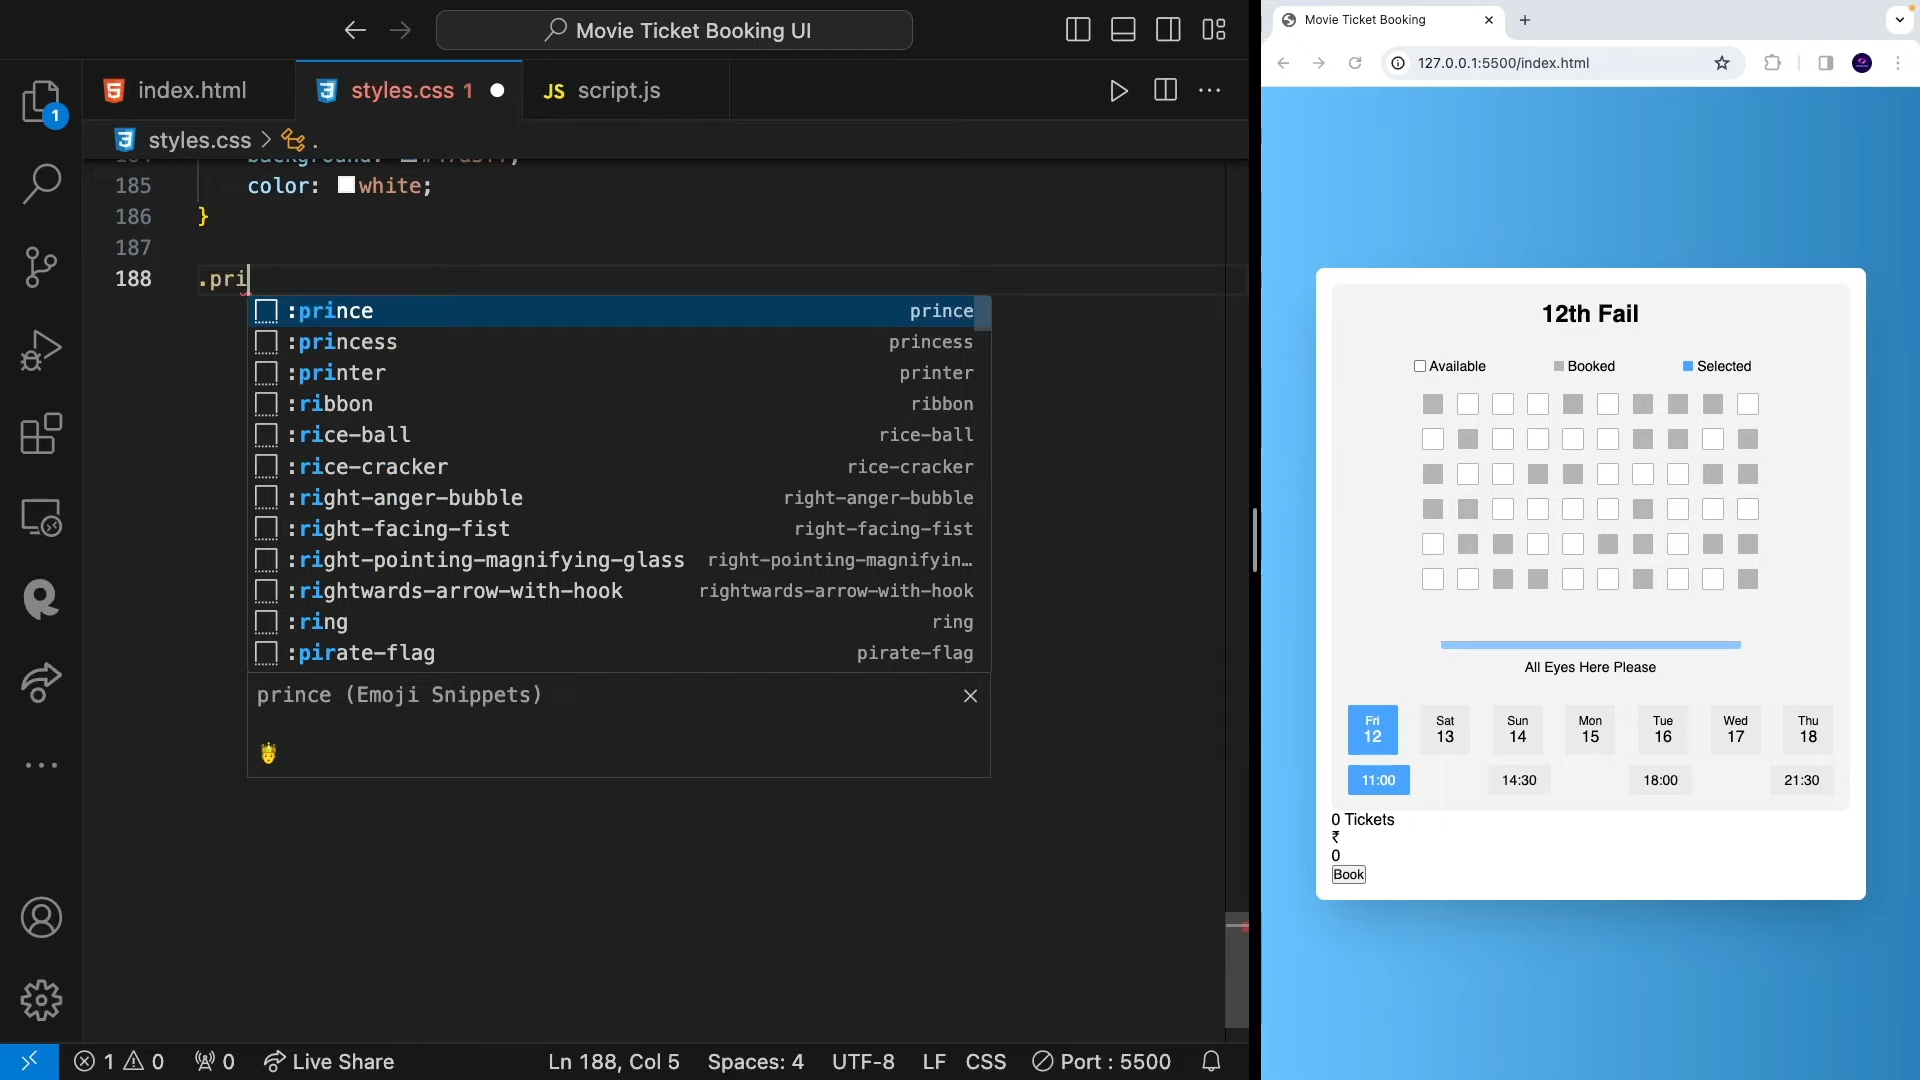 Movie Ticket Booking UI
index.html
styles.css 1
JS script.js
styles.css > .
185 color: white;
186 }
187
188 .pri
:prince prince
:princess princess
:printer printer
:ribbon ribbon
:rice-ball rice-ball
:rice-cracker rice-cracker
:right-anger-bubble right-anger-bubble
:right-facing-fist right-facing-fist
:right-pointing-magnifying-glass right-pointing-magnifyin…
:rightwards-arrow-with-hook rightwards-arrow-with-hook
:ring ring
:pirate-flag pirate-flag
prince (Emoji Snippets)
1
1 0 0 Live Share Ln 188, Col 5 Spaces: 4 UTF-8 LF CSS Port : 5500
Movie Ticket Booking
127.0.0.1:5500/index.html
12th Fail
Available Booked Selected
All Eyes Here Please
Fri Sat Sun Mon Tue Wed Thu
12 13 14 15 16 17 18
11:00 14:30 18:00 21:30
0 Tickets
₹
0
Book